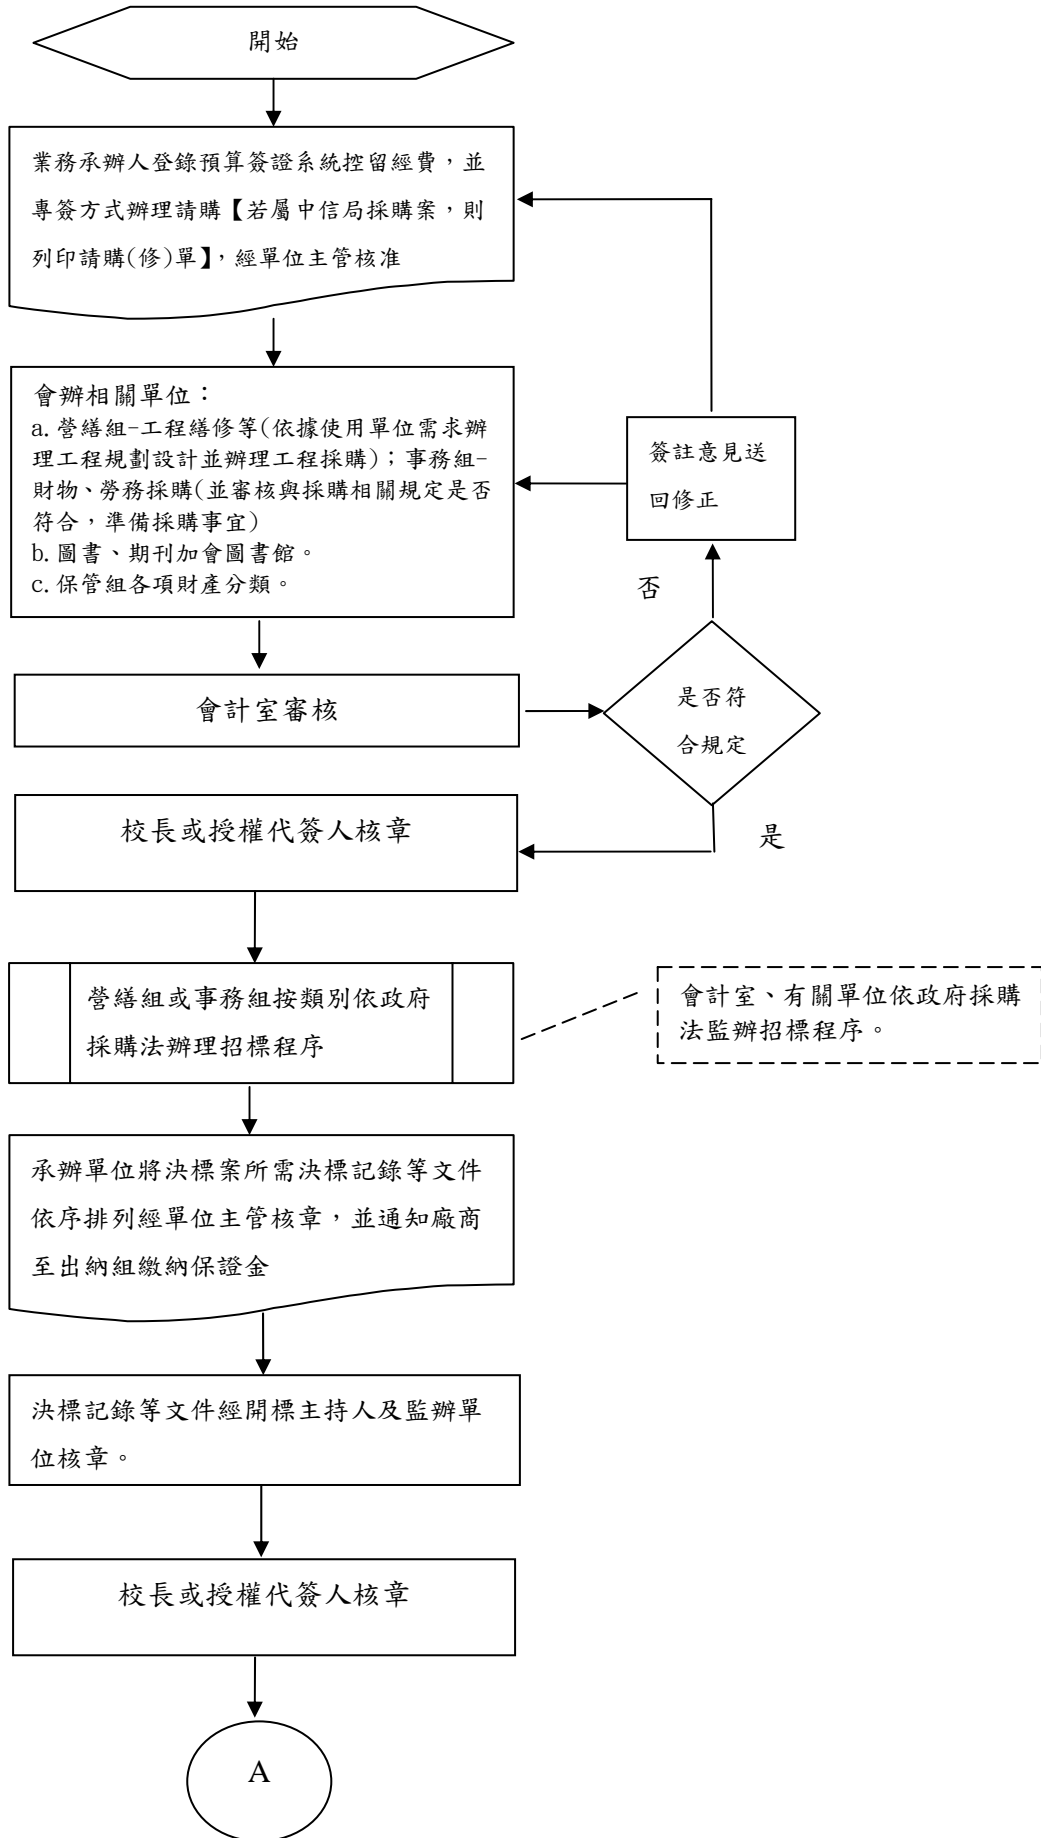 開始
業務承辦人登錄預算簽證系統控留經費，並
專簽方式辦理請購【若屬中信局採購案，則
列印請購(修)單】，經單位主管核准
會辦相關單位：
a. 營繕組-工程繕修等(依據使用單位需求辦
理工程規劃設計並辦理工程採購)；事務組-
財物、勞務採購(並審核與採購相關規定是否
符合，準備採購事宜)
b. 圖書、期刊加會圖書館。
c. 保管組各項財產分類。
簽註意見送
回修正
否
會計室審核
是否符
合規定
是
校長或授權代簽人核章
營繕組或事務組按類別依政府
採購法辦理招標程序
會計室、有關單位依政府採購
法監辦招標程序。
承辦單位將決標案所需決標記錄等文件
依序排列經單位主管核章，並通知廠商
至出納組繳納保證金
決標記錄等文件經開標主持人及監辦單
位核章。
校長或授權代簽人核章
A